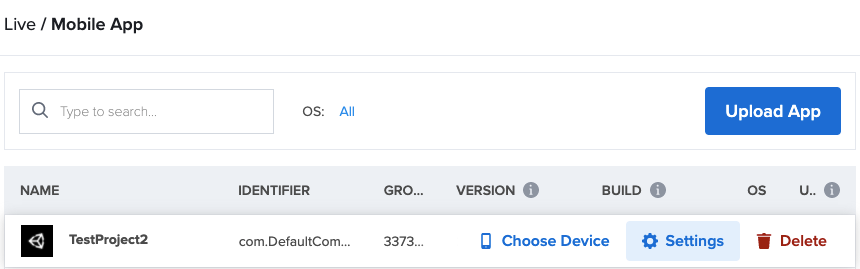 Live / Mobile App
Type to search...
OS: All
Upload App
NAME IDENTIFIER GRO... VERSION BUILD OS U..
TestProject2 com.DefaultCom... 3373... Choose Device Settings Delete